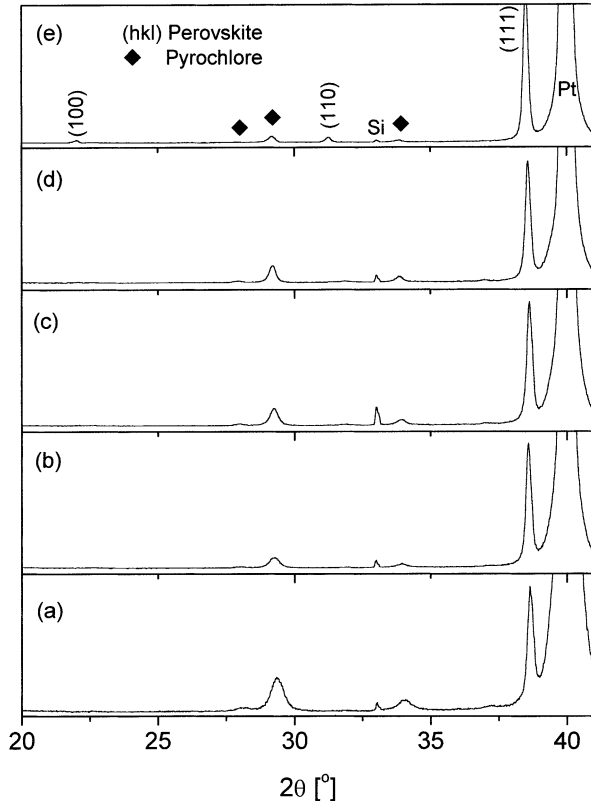 (e)
(hkl) Perovskite
◆ Pyrochlore
(100)
(110)
Si
(111)
Pt
(d)
(c)
(b)
(a)
20 25 30 35 40
2θ [°]